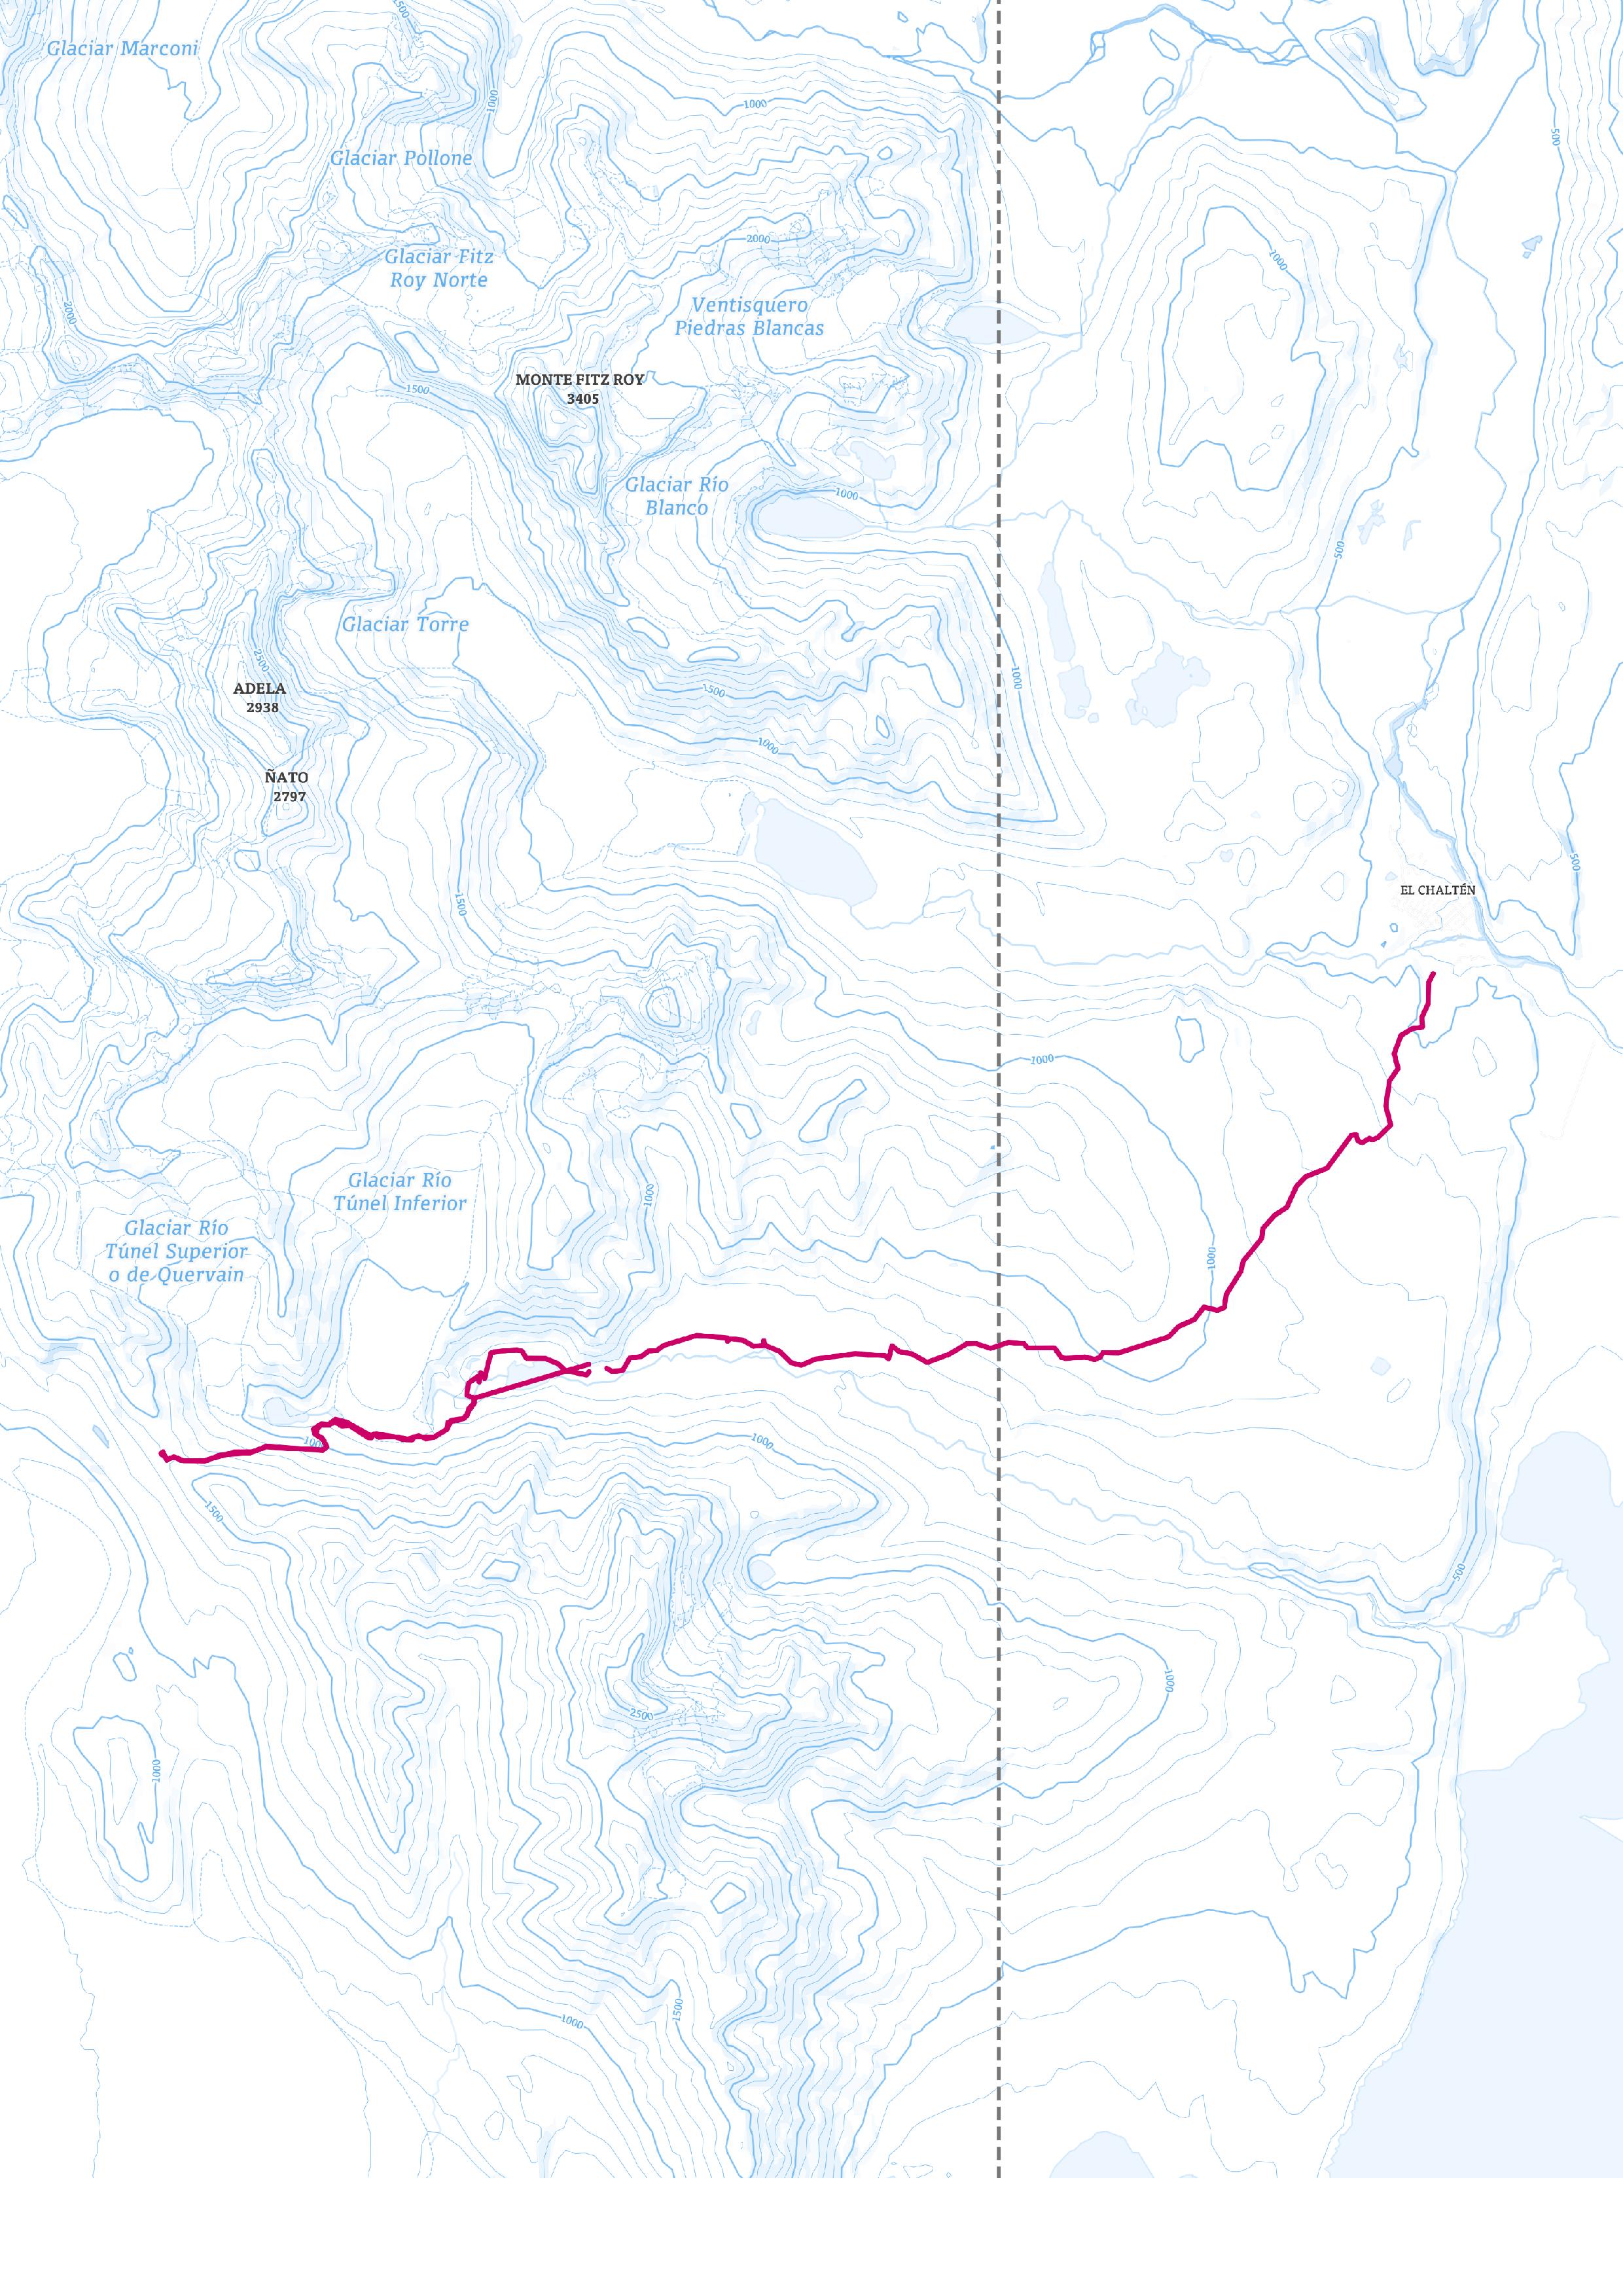 1500
Glaciar Marconi
1000
1000
500
Glaciar Pollone
2000
1000
Glaciar Fitz
Roy Norte
2000
Ventisquero
Piedras Blancas
MONTE FITZ ROY
3405
1500
Glaciar Río
Blanco
1000
500
Glaciar Torre
2500
1000
ADELA
2938
1500
1000
ÑATO
2797
500
EL CHALTÉN
1500
1000
Glaciar Río
Túnel Inferior
1000
Glaciar Río
Túnel Superior
o de Quervain
1000
1000
1500
500
1000
2500
1000
1500
1000